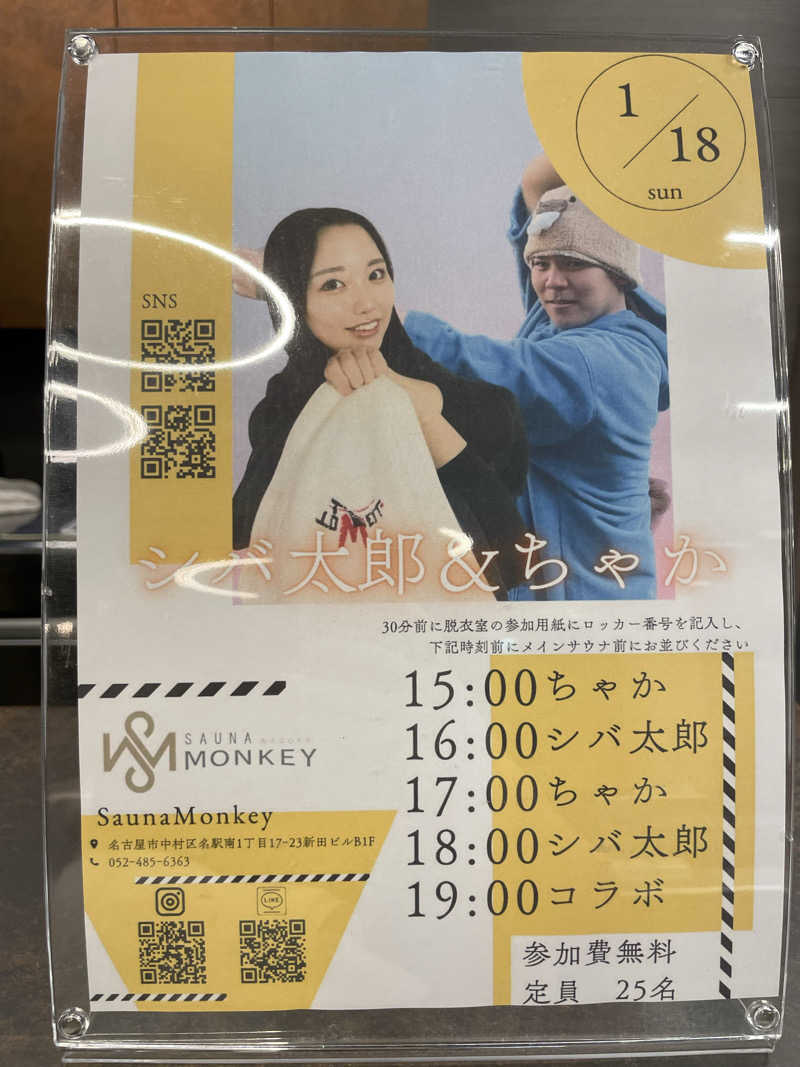 1/18
sun
SNS
シバ太郎&ちゃか
30分前に脱衣室の参加用紙にロッカー番号を記入し、
下記時刻前にメインサウナ前にお並びください
15:00ちゃか
16:00シバ太郎
17:00ちゃか
18:00シバ太郎
19:00コラボ
参加費無料
定員 25名
SAUNA NAGOYA
MONKEY
SaunaMonkey
名古屋市中村区名駅南1丁目17-23新田ビルB1F
052-485-6363
LINE